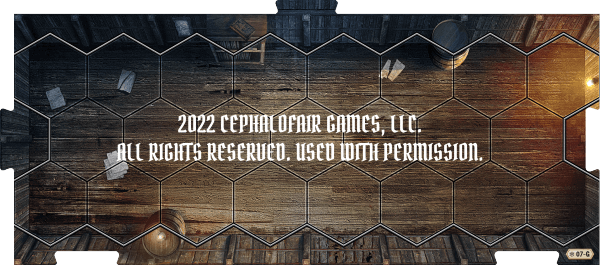 2022 CEPHALOFAIR GAMES, LLC.
ALL RIGHTS RESERVED. USED WITH PERMISSION.
07-G